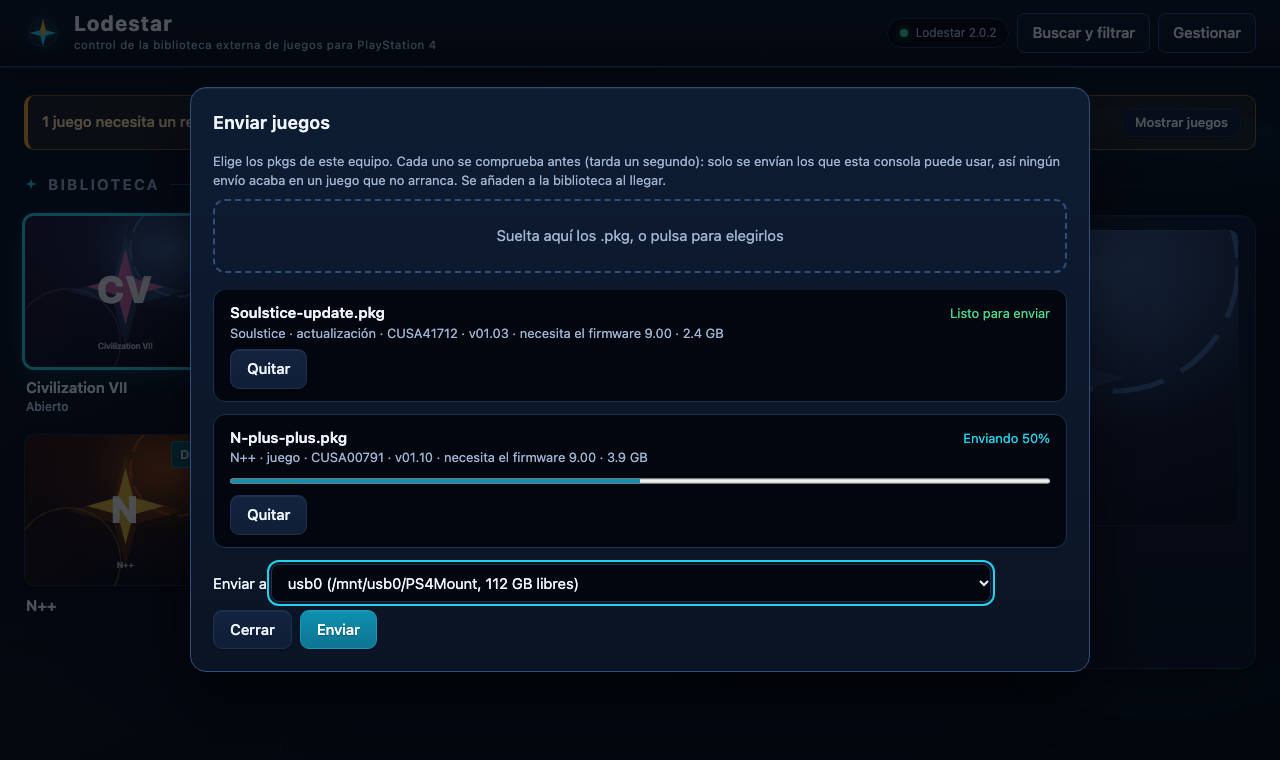 Lodestar
control de la biblioteca externa de juegos para PlayStation 4
Lodestar 2.0.2
Buscar y filtrar
Gestionar
1 juego necesita un
Mostrar juegos
BIBLIOTECA
CV
Civilization VII
Civilization VII
Abierto
N
N++
N++
Enviar juegos
Elige los pkgs de este equipo. Cada uno se comprueba antes (tarda un segundo): solo se envían los que esta consola puede usar, así ningún
envío acaba en un juego que no arranca. Se añaden a la biblioteca al llegar.
Suelta aquí los .pkg, o pulsa para elegirlos
Soulstice-update.pkg
Listo para enviar
Soulstice · actualización · CUSA41712 · v01.03 · necesita el firmware 9.00 · 2.4 GB
Quitar
N-plus-plus.pkg
Enviando 50%
N++ · juego · CUSA00791 · v01.10 · necesita el firmware 9.00 · 3.9 GB
Quitar
Enviar a
usb0 (/mnt/usb0/PS4Mount, 112 GB libres)
Cerrar
Enviar